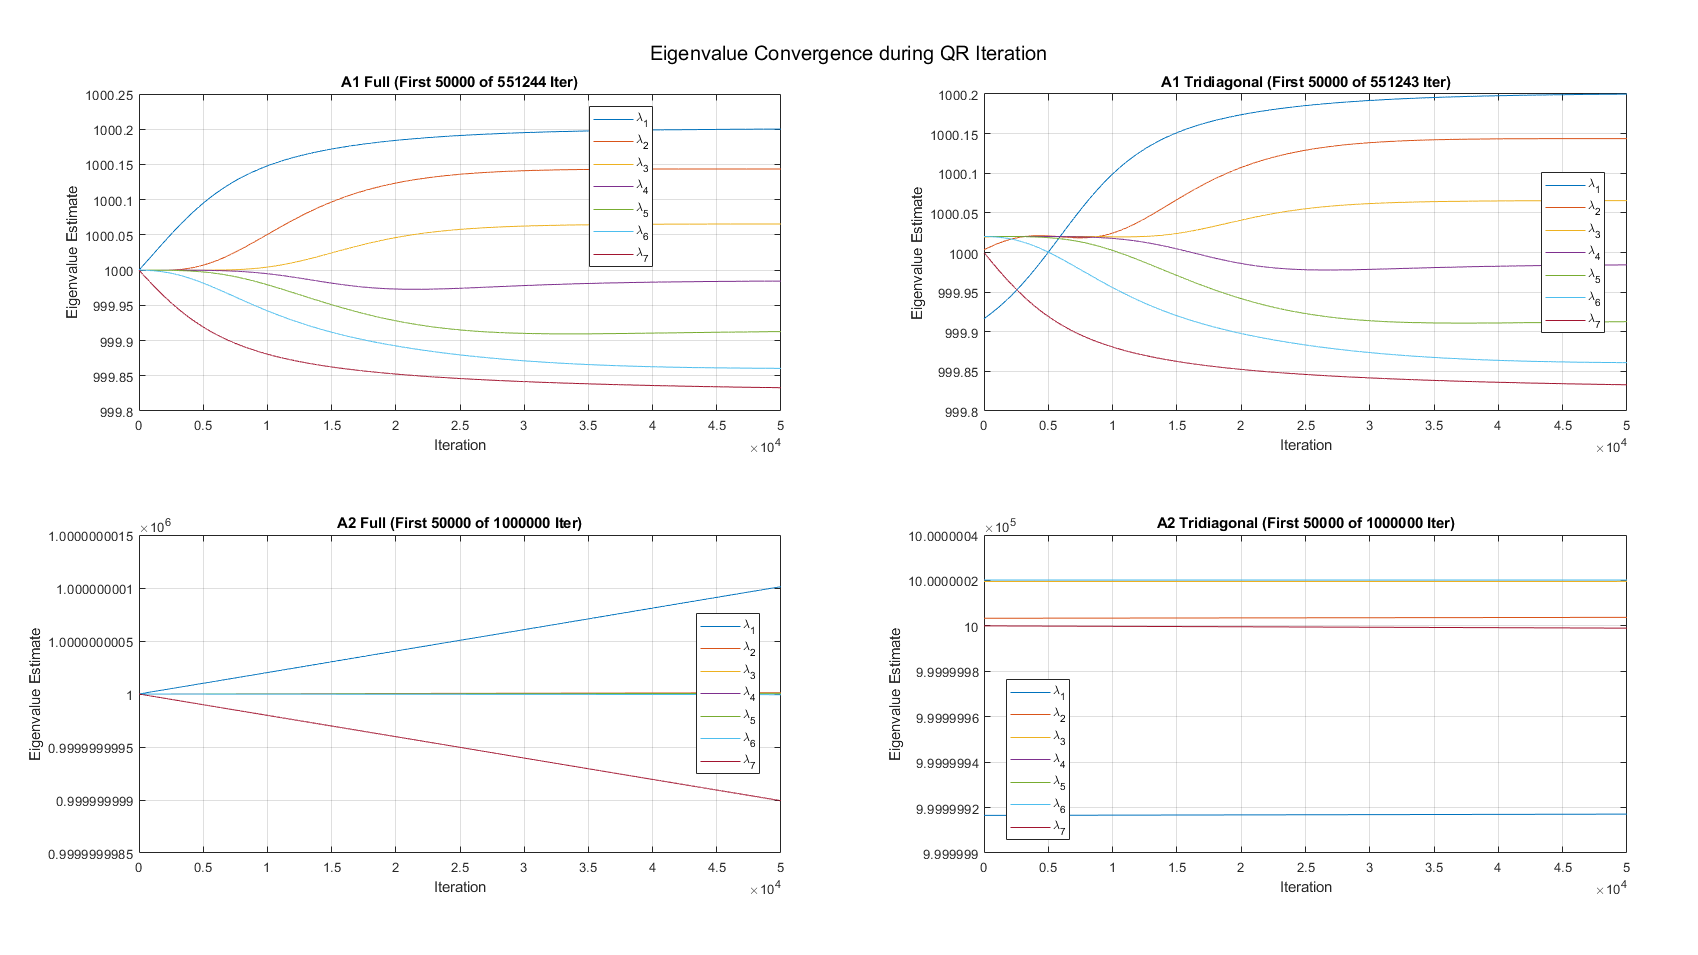 Eigenvalue Convergence during QR Iteration
A1 Full (First 50000 of 551244 Iter)
1000.25
1000.2
1000.15
1000.1
1000.05
1000
999.95
999.9
999.85
999.8
Eigenvalue Estimate
λ1
λ2
λ3
λ4
λ5
λ6
λ7
0 0.5 1 1.5 2 2.5 3 3.5 4 4.5 5
Iteration
×10^4
A1 Tridiagonal (First 50000 of 551243 Iter)
1000.2
1000.15
1000.1
1000.05
1000
999.95
999.9
999.85
999.8
Eigenvalue Estimate
λ1
λ2
λ3
λ4
λ5
λ6
λ7
0 0.5 1 1.5 2 2.5 3 3.5 4 4.5 5
Iteration
×10^4
A2 Full (First 50000 of 1000000 Iter)
×10^6
1.0000000015
1.000000001
1.0000000005
1
0.9999999995
0.999999999
0.9999999985
Eigenvalue Estimate
λ1
λ2
λ3
λ4
λ5
λ6
λ7
0 0.5 1 1.5 2 2.5 3 3.5 4 4.5 5
Iteration
×10^4
A2 Tridiagonal (First 50000 of 1000000 Iter)
×10^5
10.0000004
10.0000002
10
9.9999998
9.9999996
9.9999994
9.9999992
9.999999
Eigenvalue Estimate
λ1
λ2
λ3
λ4
λ5
λ6
λ7
0 0.5 1 1.5 2 2.5 3 3.5 4 4.5 5
Iteration
×10^4